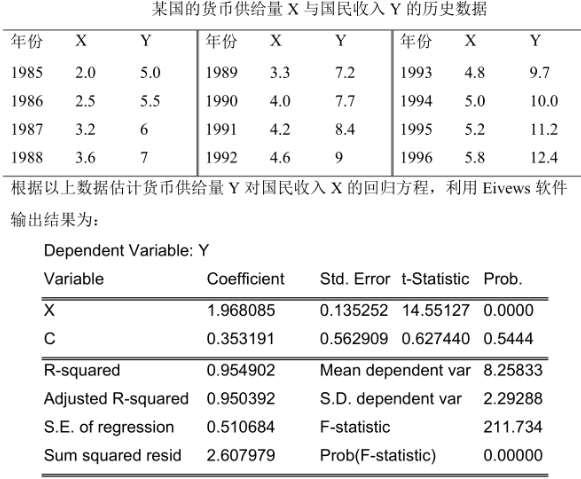 某国的货币供给量 X 与国民收入 Y 的历史数据
年份 X Y 年份 X Y 年份 X Y
1985 2.0 5.0 1989 3.3 7.2 1993 4.8 9.7
1986 2.5 5.5 1990 4.0 7.7 1994 5.0 10.0
1987 3.2 6 1991 4.2 8.4 1995 5.2 11.2
1988 3.6 7 1992 4.6 9 1996 5.8 12.4
根据以上数据估计货币供给量 Y 对国民收入 X 的回归方程，利用 Eivews 软件
输出结果为：
Dependent Variable: Y
Variable Coefficient Std. Error t-Statistic Prob.
X 1.968085 0.135252 14.55127 0.0000
C 0.353191 0.562909 0.627440 0.5444
R-squared 0.954902 Mean dependent var 8.25833
Adjusted R-squared 0.950392 S.D. dependent var 2.29288
S.E. of regression 0.510684 F-statistic 211.734
Sum squared resid 2.607979 Prob(F-statistic) 0.00000